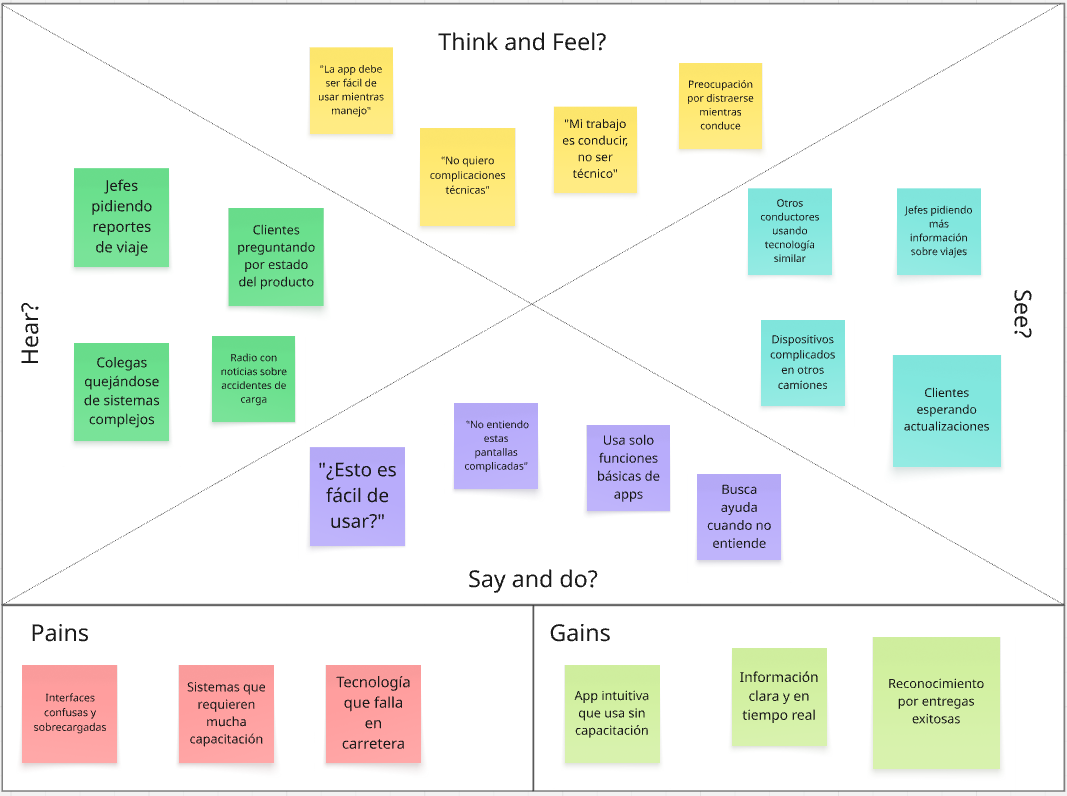 Think and Feel?
"La app debe
ser fácil de
usar mientras
manejo"
"No quiero
complicaciones
técnicas"
"Mi trabajo
es conducir,
no ser
técnico"
Preocupación
por distraerse
mientras
conduce
Hear?
Jefes
pidiendo
reportes
de viaje
Clientes
preguntando
por estado
del producto
Colegas
quejándose
de sistemas
complejos
Radio con
noticias sobre
accidentes de
carga
See?
Otros
conductores
usando
tecnología
similar
Jefes pidiendo
más
información
sobre viajes
Dispositivos
complicados
en otros
camiones
Clientes
esperando
actualizaciones
"¿Esto es
fácil de
usar?"
"No entiendo
estas
pantallas
complicadas"
Usa solo
funciones
básicas de
apps
Busca
ayuda
cuando no
entiende
Say and do?
Pains
Interfaces
confusas y
sobrecargadas
Sistemas que
requieren
mucha
capacitación
Tecnología
que falla
en
carretera
Gains
App intuitiva
que usa sin
capacitación
Información
clara y en
tiempo real
Reconocimiento
por entregas
exitosas